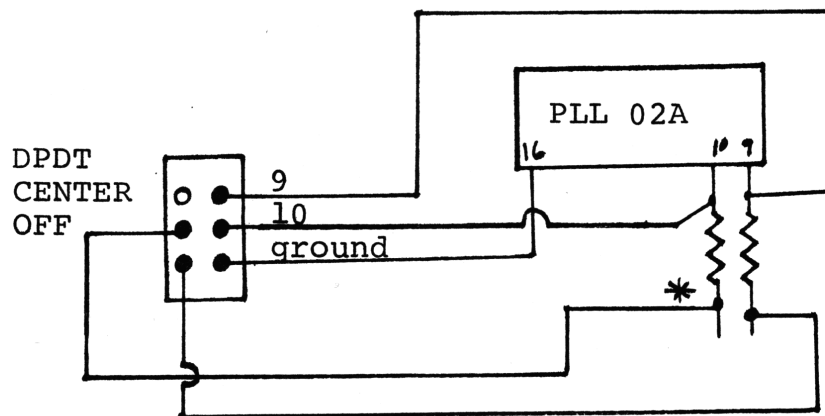 PLL 02A
16 10 9
DPDT
CENTER
OFF
9
10
ground
*